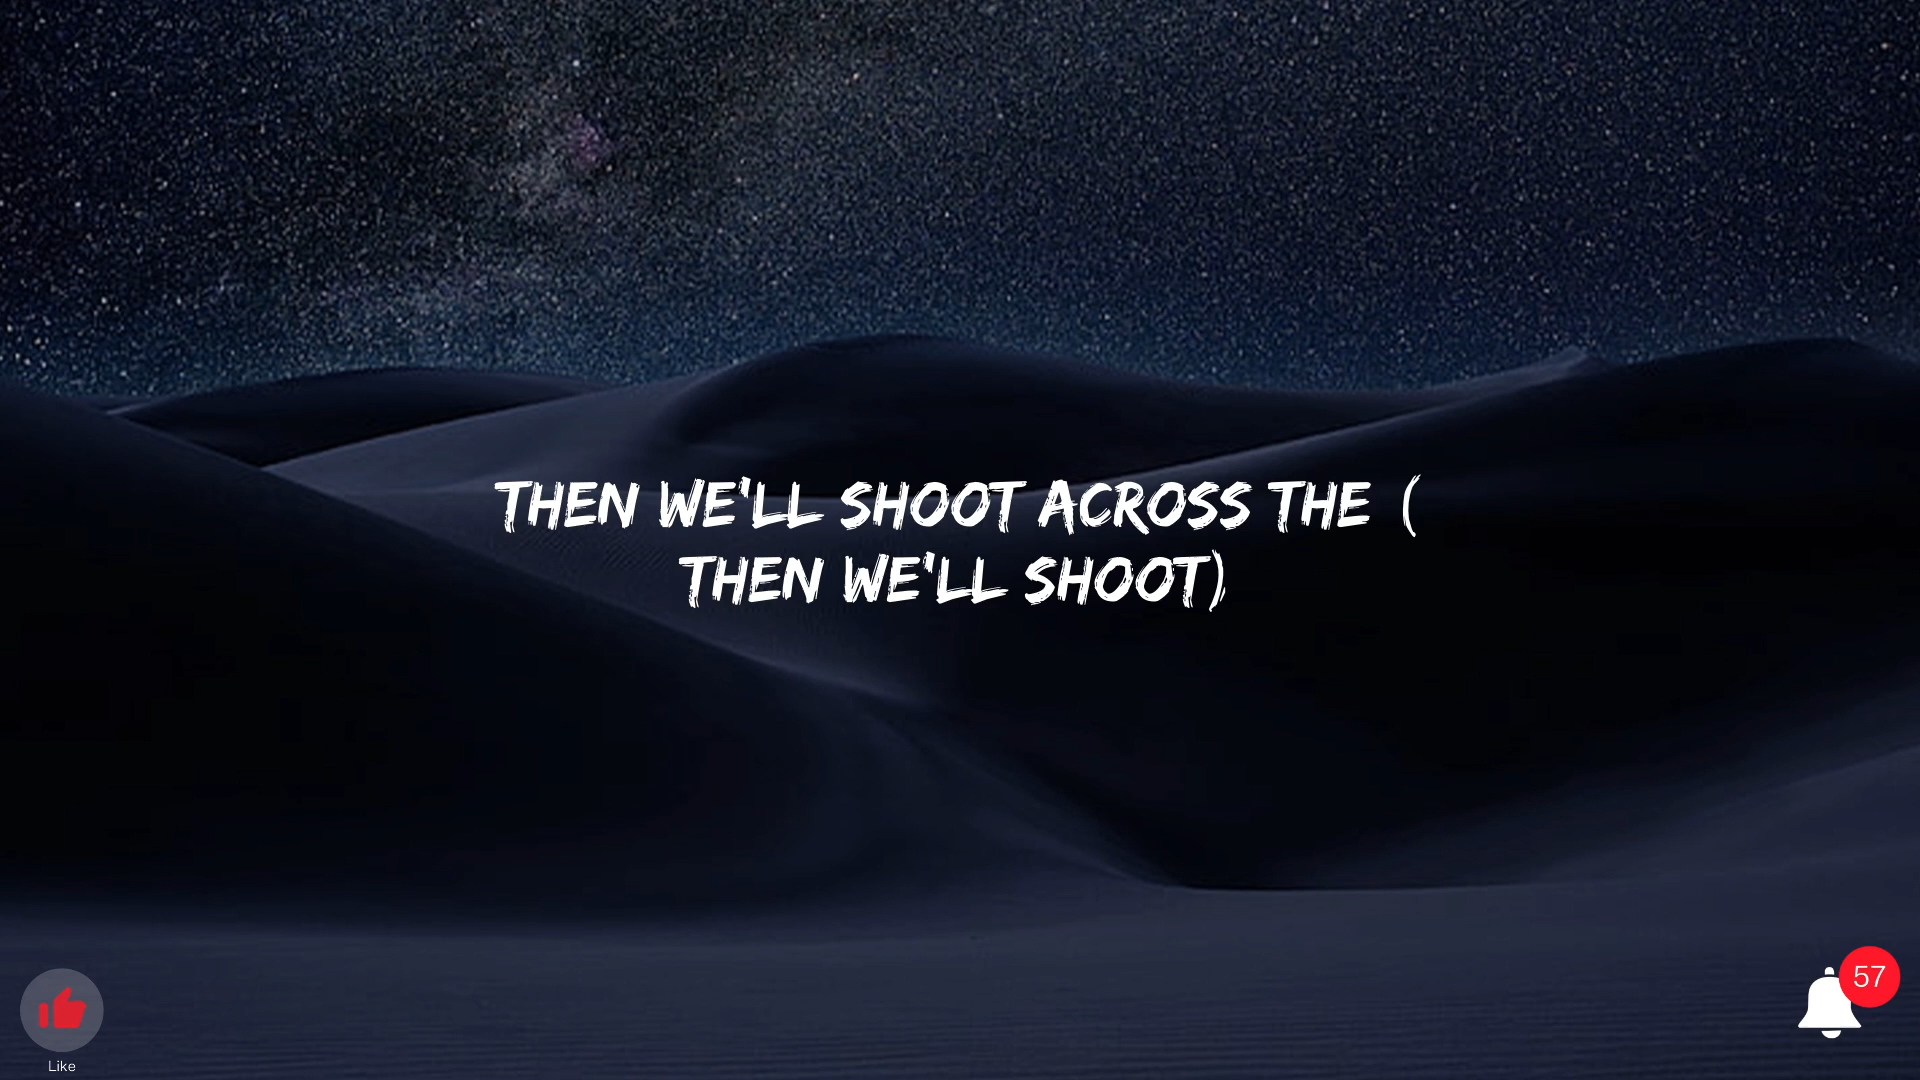 THEN WE'LL SHOOT ACROSS THE (
THEN WE'LL SHOOT)
57
Like